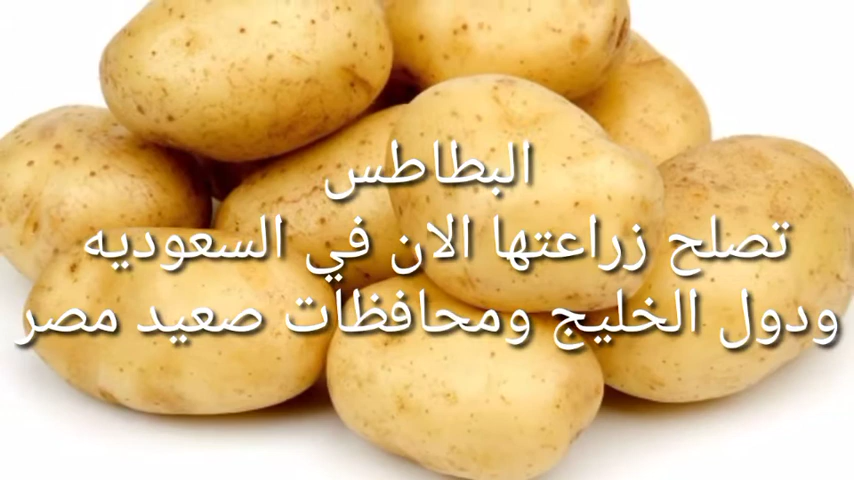 البطاطس
تصلح زراعتها الان في السعوديه
ودول الخليج ومحافظات صعيد مصر